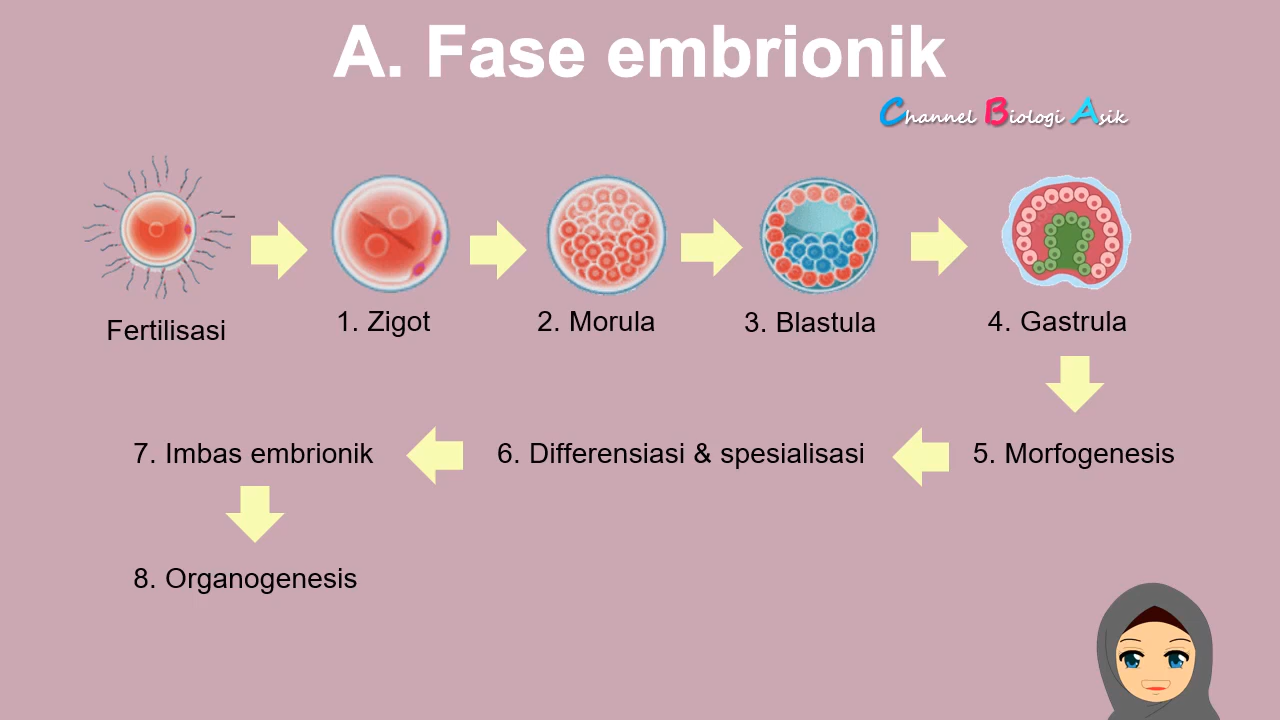 A. Fase embrionik
Channel Biologi Asik
Fertilisasi
1. Zigot
2. Morula
3. Blastula
4. Gastrula
7. Imbas embrionik
6. Differensiasi & spesialisasi
5. Morfogenesis
8. Organogenesis